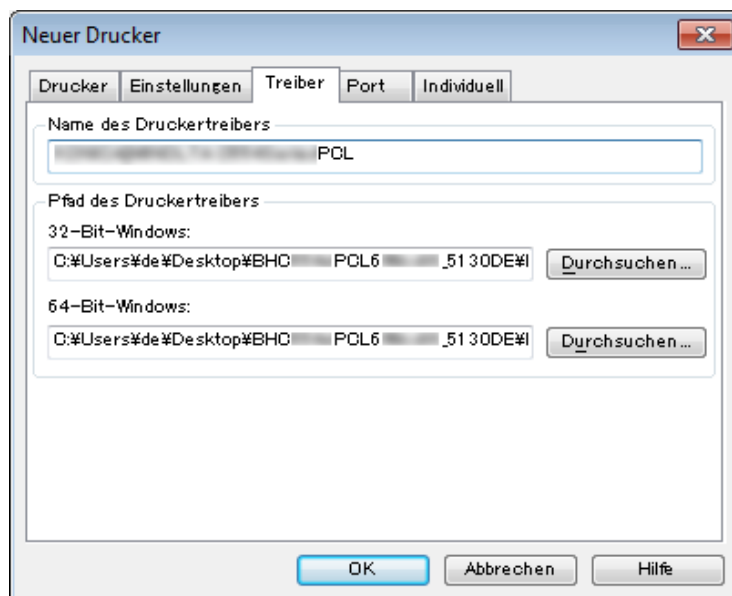 Neuer Drucker
Drucker Einstellungen Treiber Port Individuell
Name des Druckertreibers
PCL
Pfad des Druckertreibers
32-Bit-Windows:
C:¥Users¥de¥Desktop¥BHC PCL6 _5130DE¥I Durchsuchen...
64-Bit-Windows:
C:¥Users¥de¥Desktop¥BHC PCL6 _5130DE¥I Durchsuchen...
OK Abbrechen Hilfe